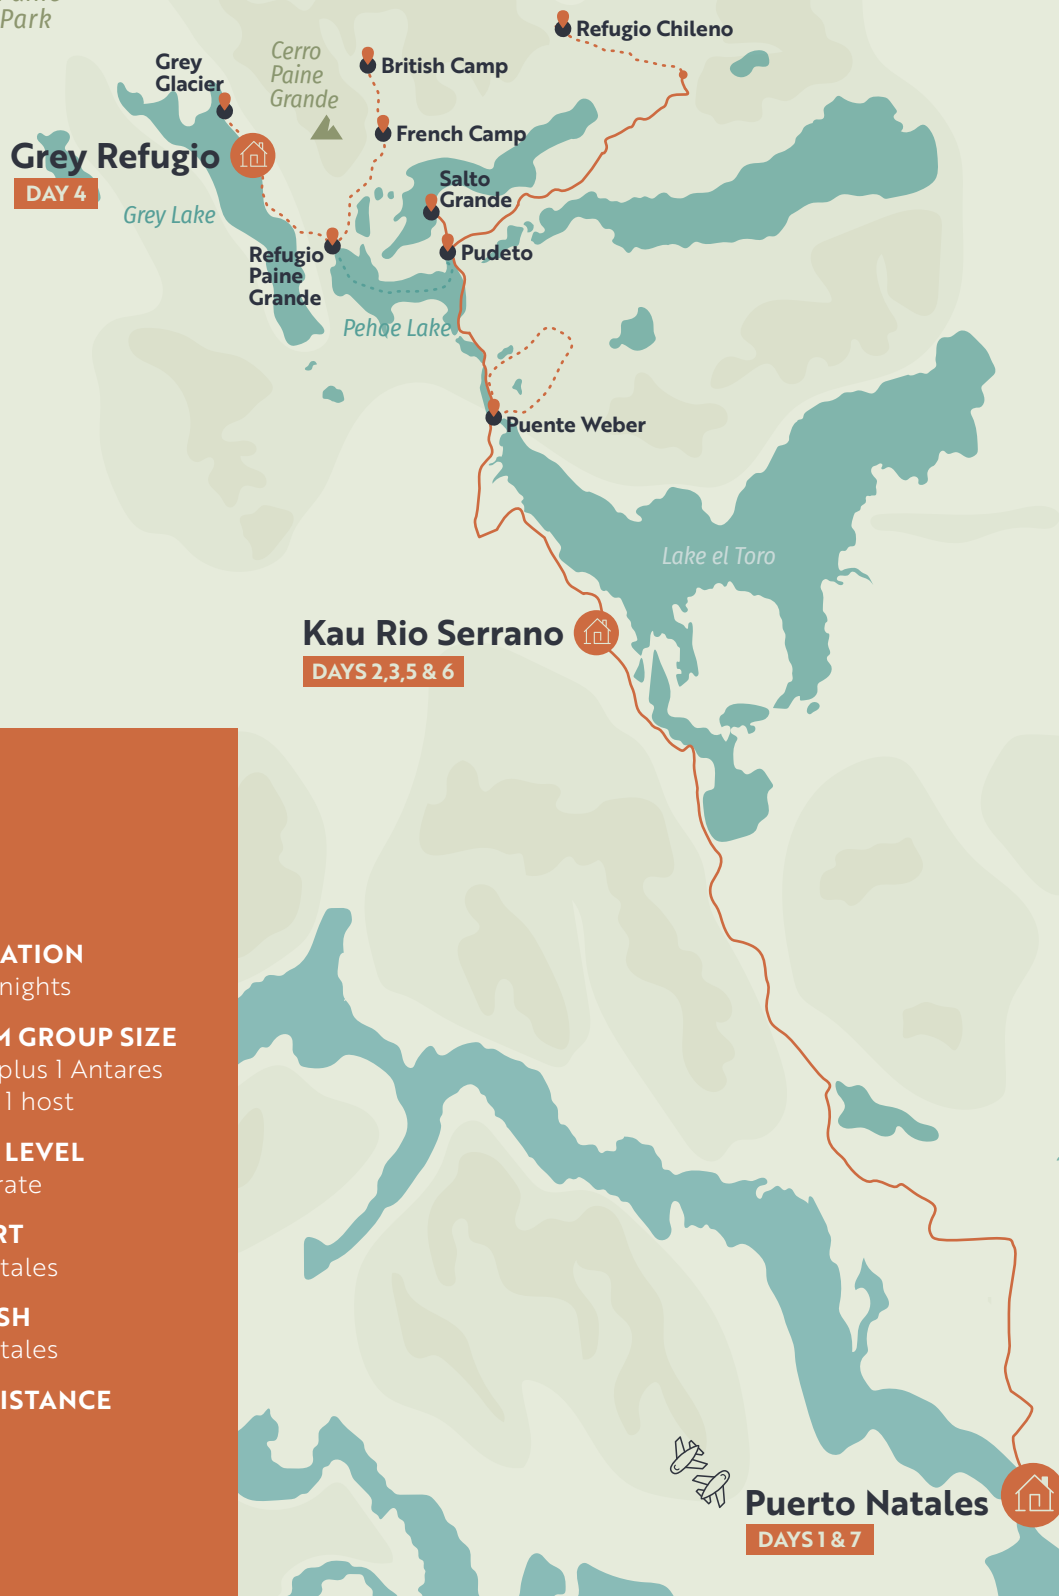 Park
Refugio Chileno
Cerro
Paine
Grande
British Camp
Grey
Glacier
French Camp
Grey Refugio
DAY 4
Salto
Grande
Grey Lake
Pudeto
Refugio
Paine
Grande
Pehoe Lake
Puente Weber
Lake el Toro
Kau Rio Serrano
DAYS 2,3,5 & 6
ATION
nights
M GROUP SIZE
plus 1 Antares
1 host
LEVEL
rate
RT
tales
SH
tales
ISTANCE
Puerto Natales
DAYS 1 & 7